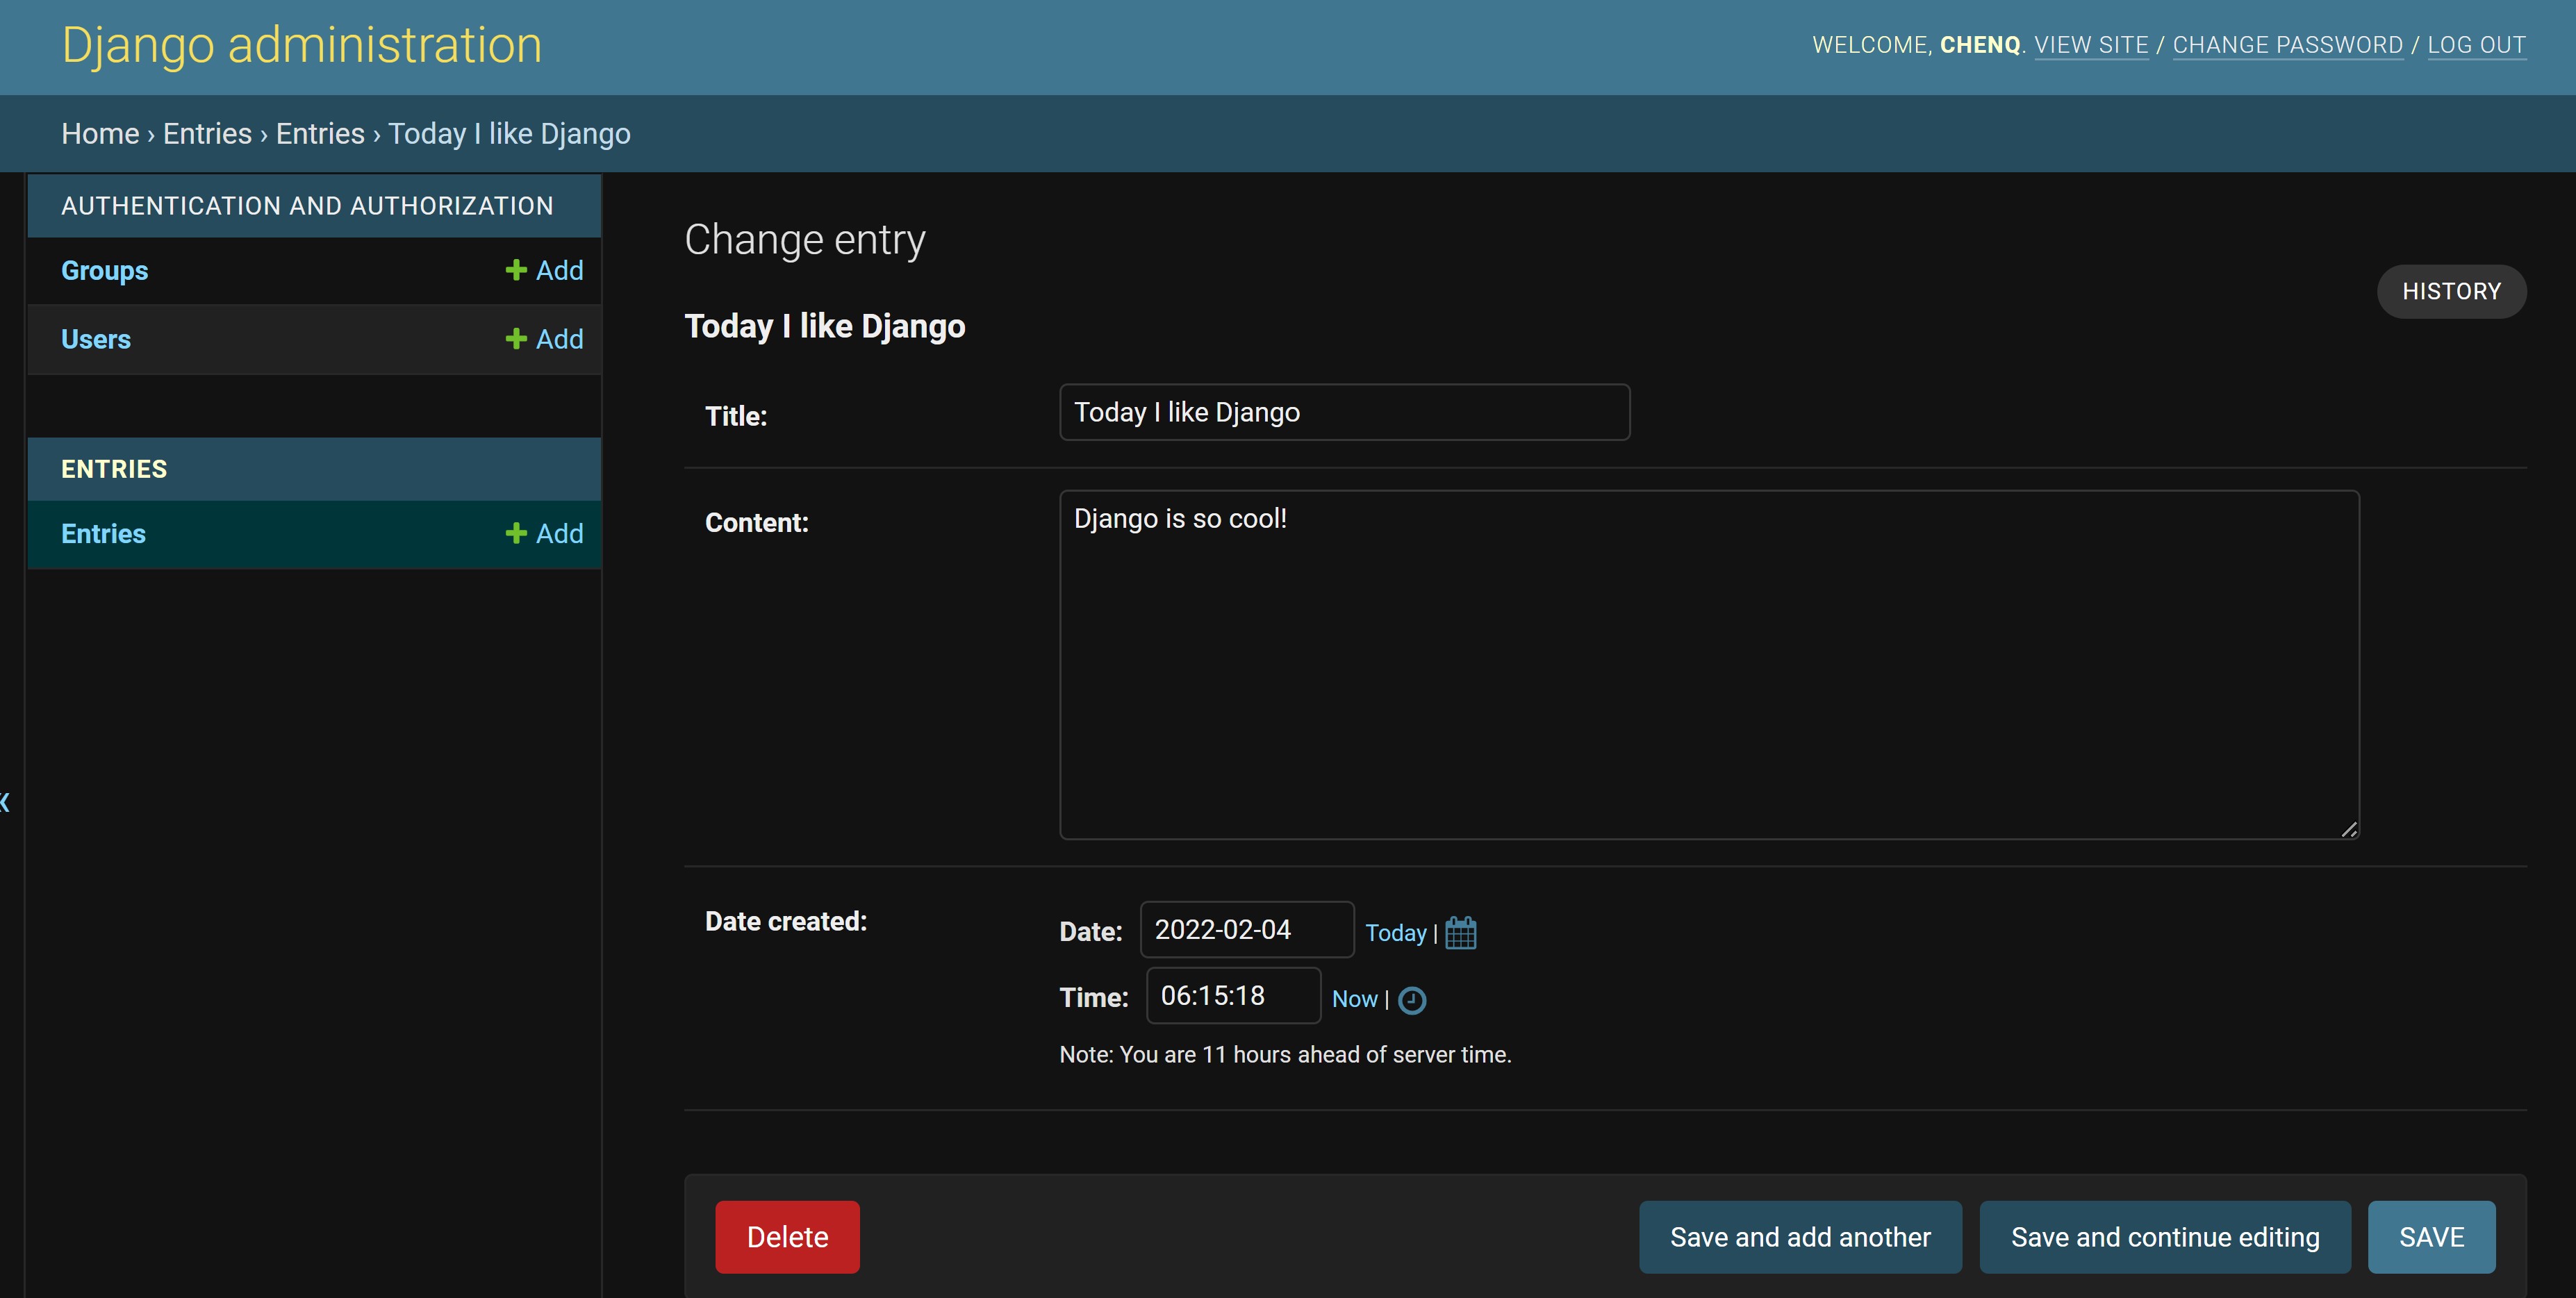 Django administration
WELCOME, CHENQ. VIEW SITE / CHANGE PASSWORD / LOG OUT
Home › Entries › Entries › Today I like Django
AUTHENTICATION AND AUTHORIZATION
Groups + Add
Users + Add
ENTRIES
Entries + Add
«
Change entry
HISTORY
Today I like Django
Title: Today I like Django
Content: Django is so cool!
Date created:
Date: 2022-02-04 Today |
Time: 06:15:18 Now |
Note: You are 11 hours ahead of server time.
Delete Save and add another Save and continue editing SAVE